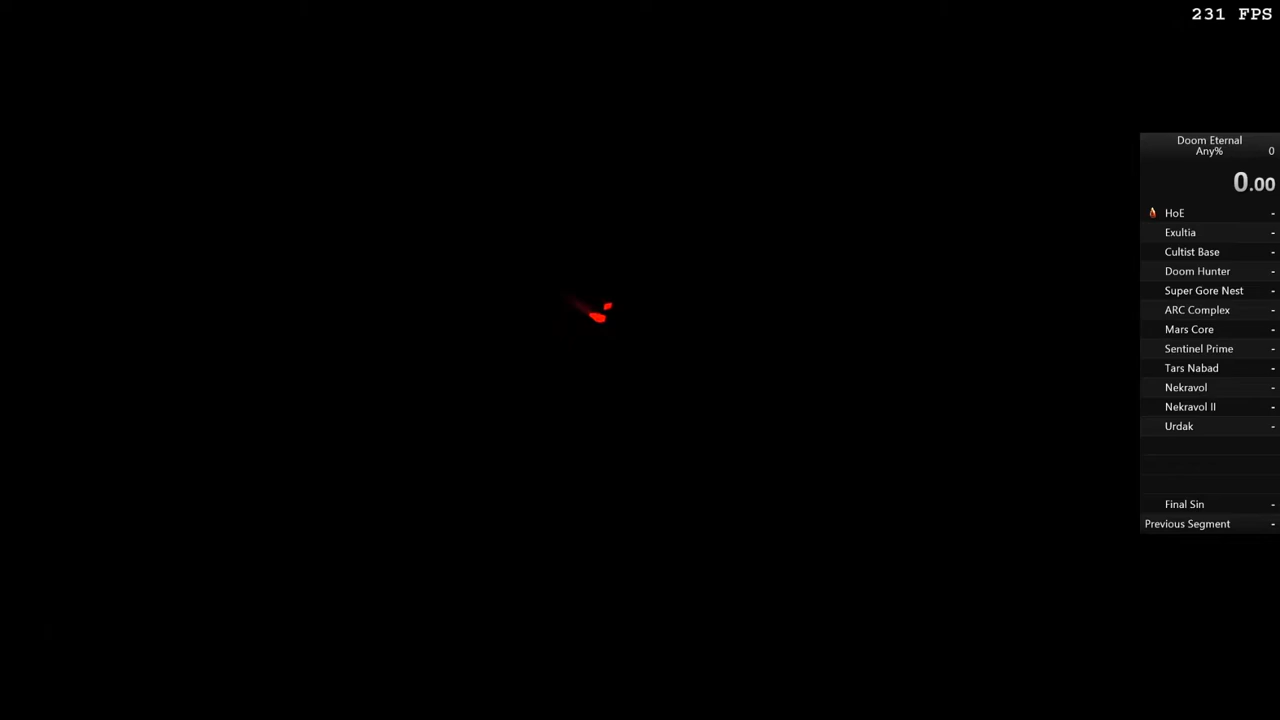 231 FPS
Doom Eternal
Any% 0
0.00
HoE -
Exultia -
Cultist Base -
Doom Hunter -
Super Gore Nest -
ARC Complex -
Mars Core -
Sentinel Prime -
Tars Nabad -
Nekravol -
Nekravol II -
Urdak -
Final Sin -
Previous Segment -